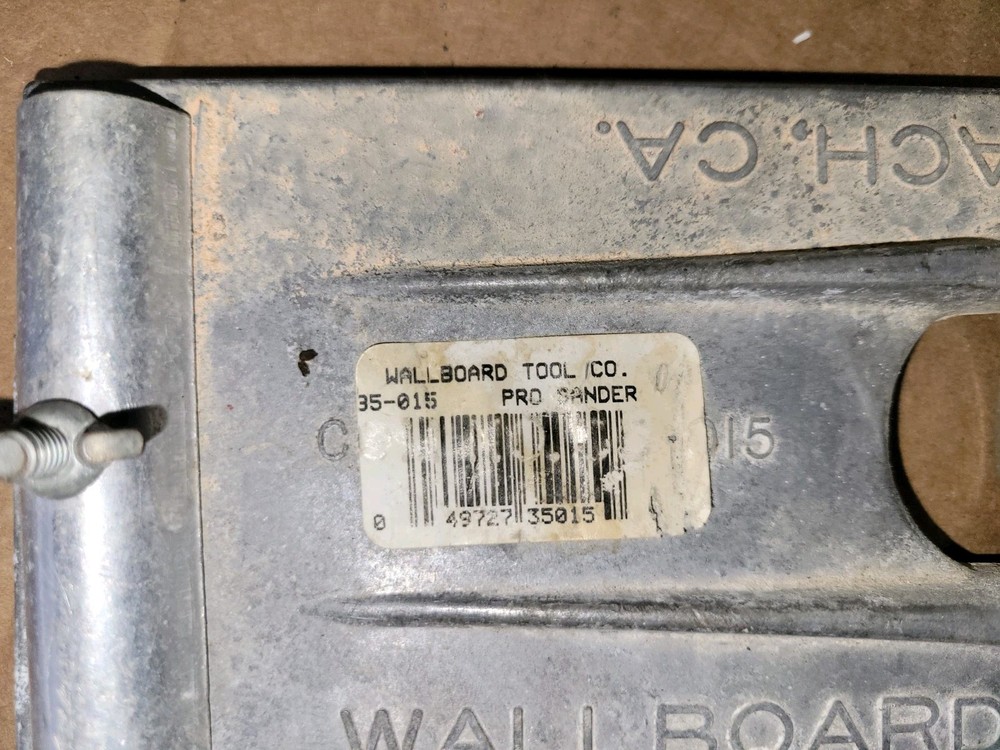 ACH, CA.
WALLBOARD TOOL CO.
35-015 PRO SANDER
015
0 49727 35015
WALLBOARD